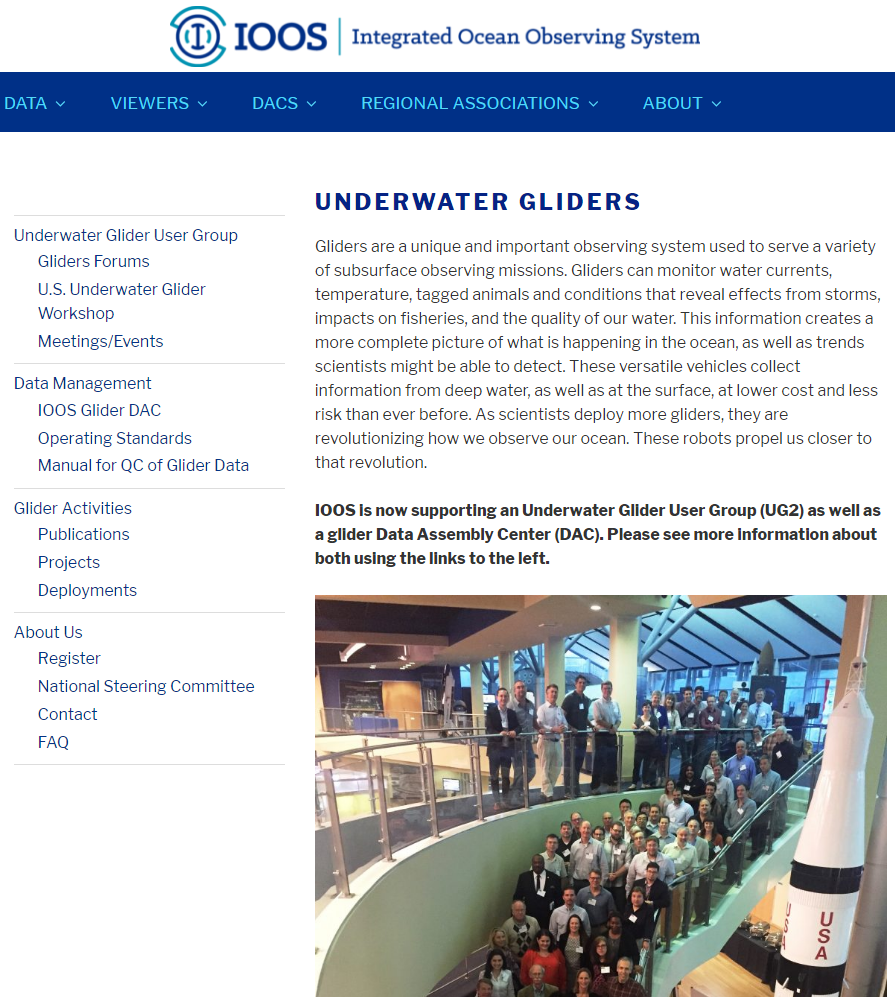 IOOS | Integrated Ocean Observing System
DATA
VIEWERS
DACS
REGIONAL ASSOCIATIONS
ABOUT
Underwater Glider User Group
Gliders Forums
U.S. Underwater Glider
Workshop
Meetings/Events
Data Management
IOOS Glider DAC
Operating Standards
Manual for QC of Glider Data
Glider Activities
Publications
Projects
Deployments
About Us
Register
National Steering Committee
Contact
FAQ
UNDERWATER GLIDERS
Gliders are a unique and important observing system used to serve a variety
of subsurface observing missions. Gliders can monitor water currents,
temperature, tagged animals and conditions that reveal effects from storms,
impacts on fisheries, and the quality of our water. This information creates a
more complete picture of what is happening in the ocean, as well as trends
scientists might be able to detect. These versatile vehicles collect
information from deep water, as well as at the surface, at lower cost and less
risk than ever before. As scientists deploy more gliders, they are
revolutionizing how we observe our ocean. These robots propel us closer to
that revolution.
IOOS is now supporting an Underwater Glider User Group (UG2) as well as
a glider Data Assembly Center (DAC). Please see more information about
both using the links to the left.
USA
USA